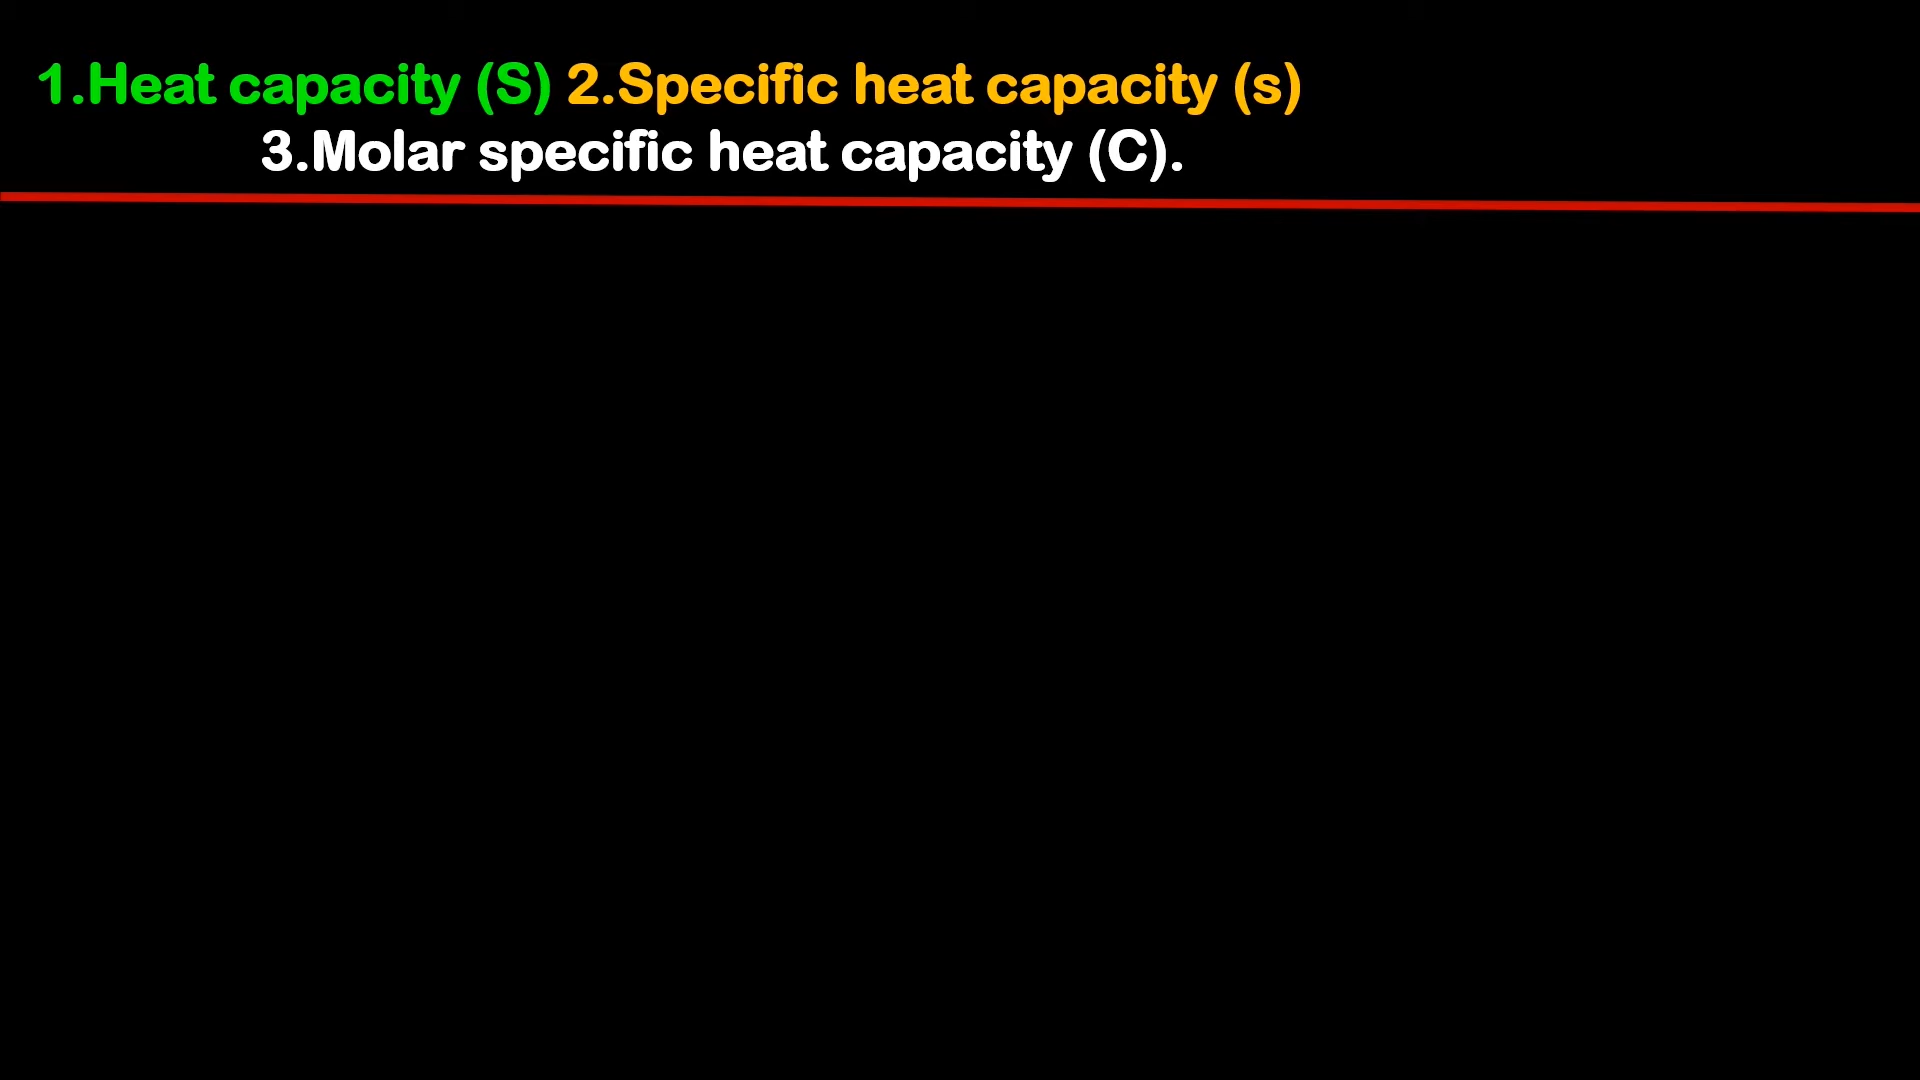 1.Heat capacity (S) 2.Specific heat capacity (s)
3.Molar specific heat capacity (C).